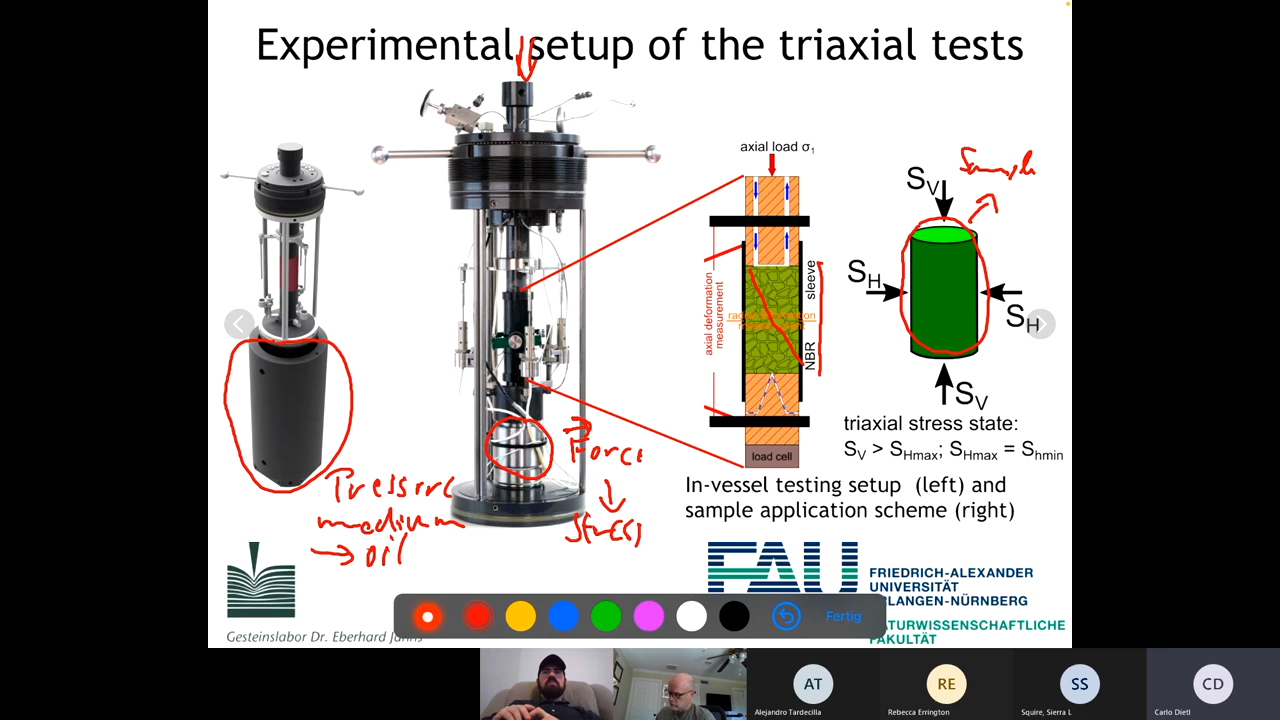 Experimental setup of the triaxial tests
axial load σ1
Sample
SV
SH
SH
SV
axial deformation
measurement
sleeve
NBR
load cell
triaxial stress state:
SV > SHmax; SHmax = Shmin
Force
↓
Stress
Pressure
medium
→ oil
In-vessel testing setup (left) and
sample application scheme (right)
FAU
FRIEDRICH-ALEXANDER
UNIVERSITÄT
ERLANGEN-NÜRNBERG
NATURWISSENSCHAFTLICHE
FAKULTÄT
Gesteinslabor Dr. Eberhard Jahns
Fertig
AT
RE
SS
CD
Alejandro Tardecilla
Rebecca Errington
Squire, Sierra L
Carlo Dietl